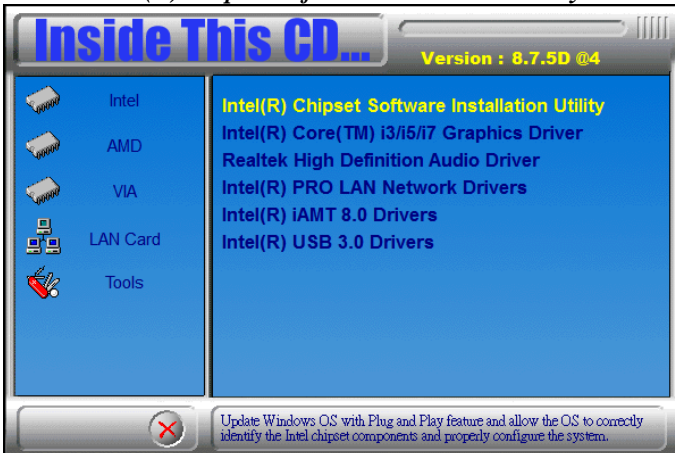 Inside This CD...
Version : 8.7.5D @4
Intel
AMD
VIA
LAN Card
Tools
Intel(R) Chipset Software Installation Utility
Intel(R) Core(TM) i3/i5/i7 Graphics Driver
Realtek High Definition Audio Driver
Intel(R) PRO LAN Network Drivers
Intel(R) iAMT 8.0 Drivers
Intel(R) USB 3.0 Drivers
Update Windows OS with Plug and Play feature and allow the OS to correctly
identify the Intel chipset components and properly configure the system.